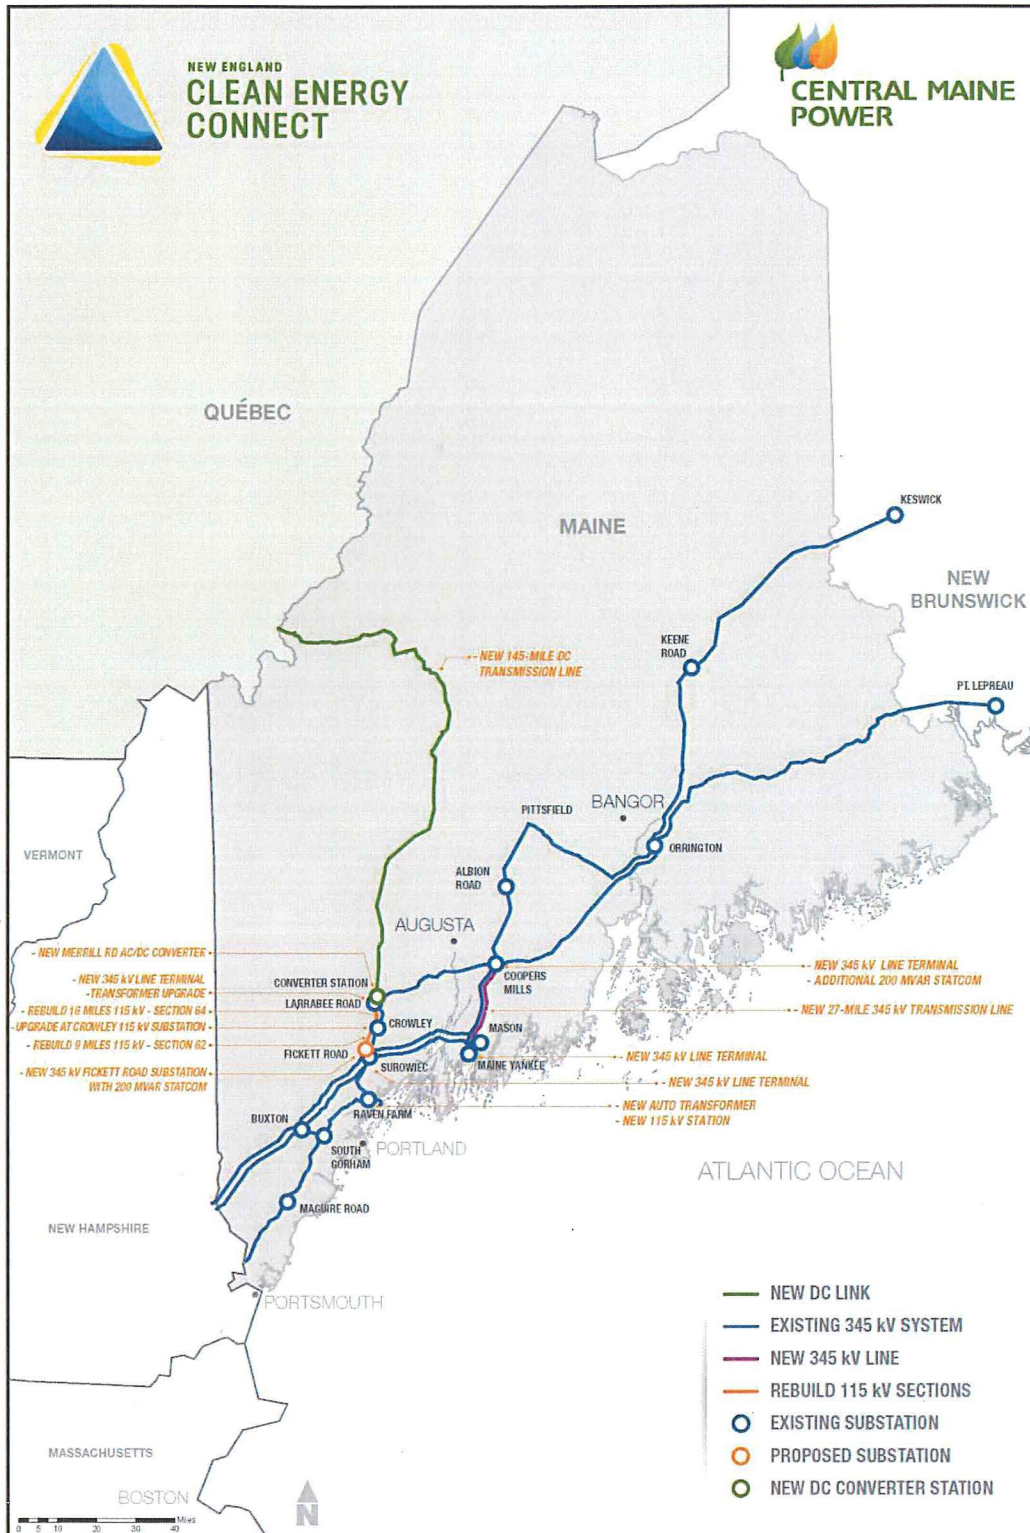 NEW ENGLAND
CLEAN ENERGY
CONNECT
CENTRAL MAINE
POWER
QUÉBEC
MAINE
KESWICK
NEW
BRUNSWICK
KEENE
ROAD
- NEW 145-MILE DC
TRANSMISSION LINE
PT. LEPREAU
PITTSFIELD
BANGOR
ORRINGTON
VERMONT
ALBION
ROAD
AUGUSTA
- NEW MERRILL RD AC/DC CONVERTER
- NEW 345 kV LINE TERMINAL
- TRANSFORMER UPGRADE
- REBUILD 16 MILES 115 kV - SECTION 64
- UPGRADE AT CROWLEY 115 kV SUBSTATION
- REBUILD 9 MILES 115 kV - SECTION 62
- NEW 345 kV FICKETT ROAD SUBSTATION
WITH 200 MVAR STATCOM
CONVERTER STATION
LARRABEE ROAD
CROWLEY
FICKETT ROAD
SUROWIEC
COOPERS
MILLS
MASON
MAINE YANKEE
- NEW 345 kV LINE TERMINAL
- ADDITIONAL 200 MVAR STATCOM
- NEW 27-MILE 345 kV TRANSMISSION LINE
- NEW 345 kV LINE TERMINAL
- NEW 345 kV LINE TERMINAL
- NEW AUTO TRANSFORMER
- NEW 115 kV STATION
RAVEN FARM
BUXTON
SOUTH
GORHAM
PORTLAND
ATLANTIC OCEAN
MAGUIRE ROAD
NEW HAMPSHIRE
PORTSMOUTH
NEW DC LINK
EXISTING 345 kV SYSTEM
NEW 345 kV LINE
REBUILD 115 kV SECTIONS
EXISTING SUBSTATION
PROPOSED SUBSTATION
NEW DC CONVERTER STATION
MASSACHUSETTS
BOSTON
N
Miles
0 5 10 20 30 40